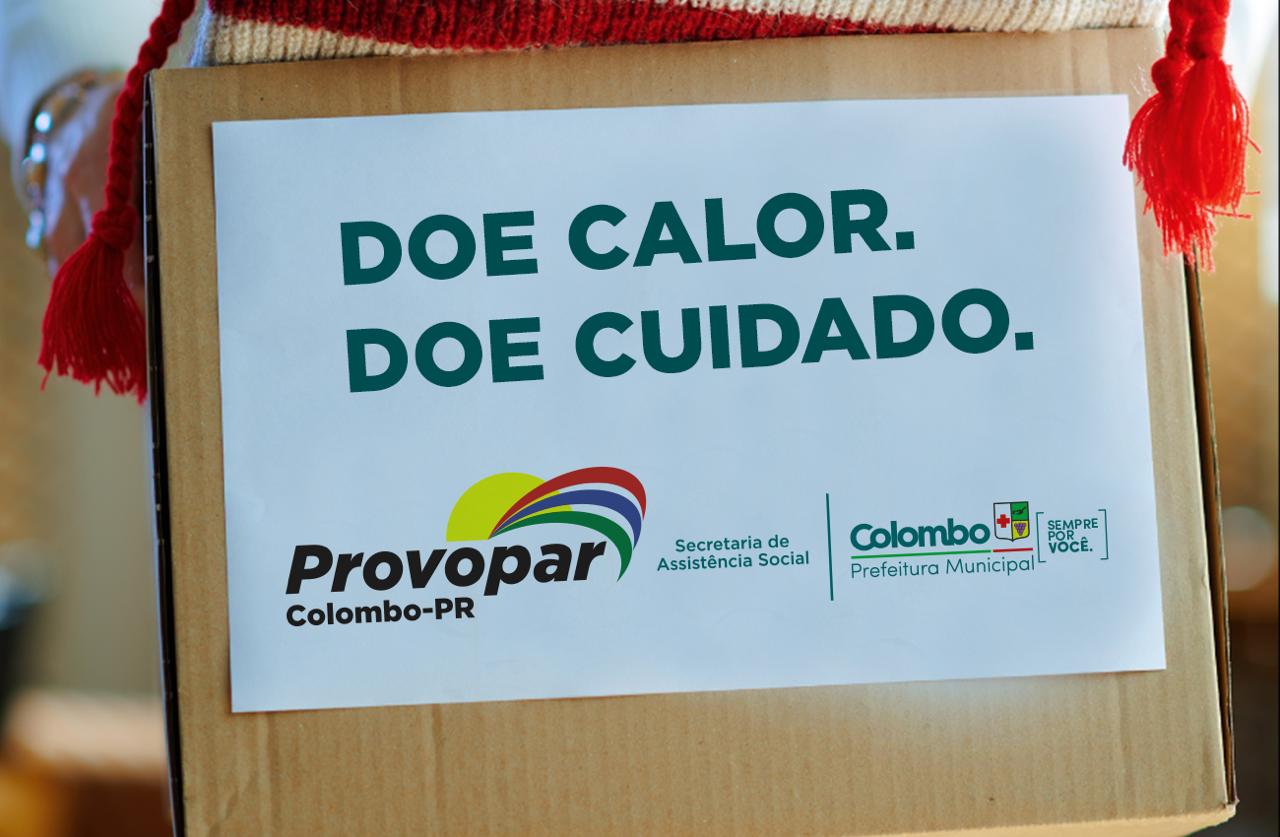 DOE CALOR.
DOE CUIDADO.
Provopar
Colombo-PR
Secretaria de
Assistência Social
Colombo
Prefeitura Municipal
SEMPRE
POR
VOCÊ.